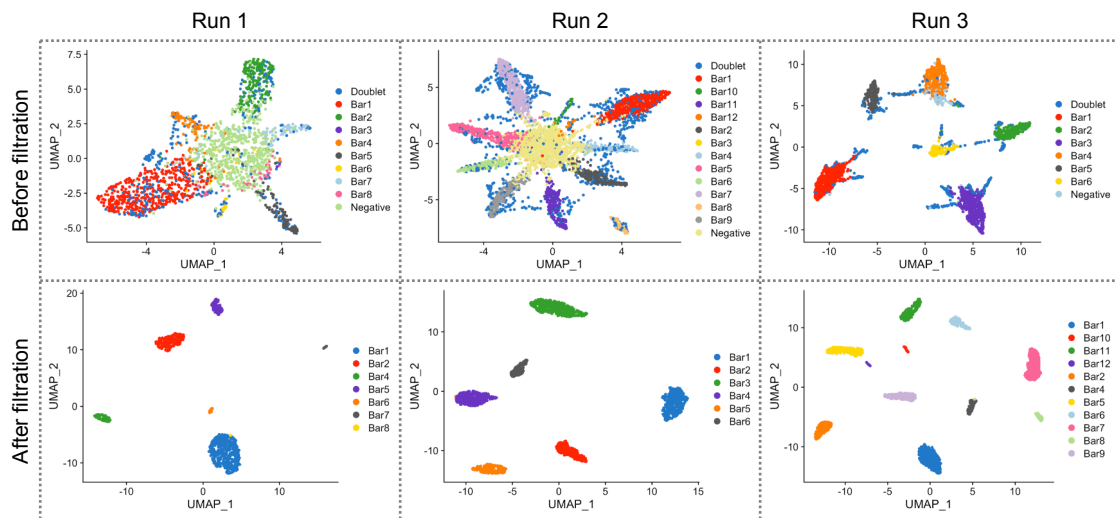 Run 1
Run 2
Run 3
Before filtration
7.5
5.0
2.5
0.0
-2.5
-5.0
UMAP_2
-4
0
4
UMAP_1
Doublet
Bar1
Bar2
Bar3
Bar4
Bar5
Bar6
Bar7
Bar8
Negative
5
0
-5
UMAP_2
-4
0
4
UMAP_1
Doublet
Bar1
Bar10
Bar11
Bar12
Bar2
Bar3
Bar4
Bar5
Bar6
Bar7
Bar8
Bar9
Negative
10
5
0
-5
-10
UMAP_2
-10
-5
0
5
10
UMAP_1
Doublet
Bar1
Bar2
Bar3
Bar4
Bar5
Bar6
Negative
After filtration
20
10
0
-10
UMAP_2
-10
0
10
UMAP_1
Bar1
Bar2
Bar4
Bar5
Bar6
Bar7
Bar8
10
0
-10
UMAP_2
-10
-5
0
5
10
15
UMAP_1
Bar1
Bar2
Bar3
Bar4
Bar5
Bar6
10
0
-10
UMAP_2
-10
-5
0
5
10
UMAP_1
Bar1
Bar10
Bar11
Bar12
Bar2
Bar4
Bar5
Bar6
Bar7
Bar8
Bar9